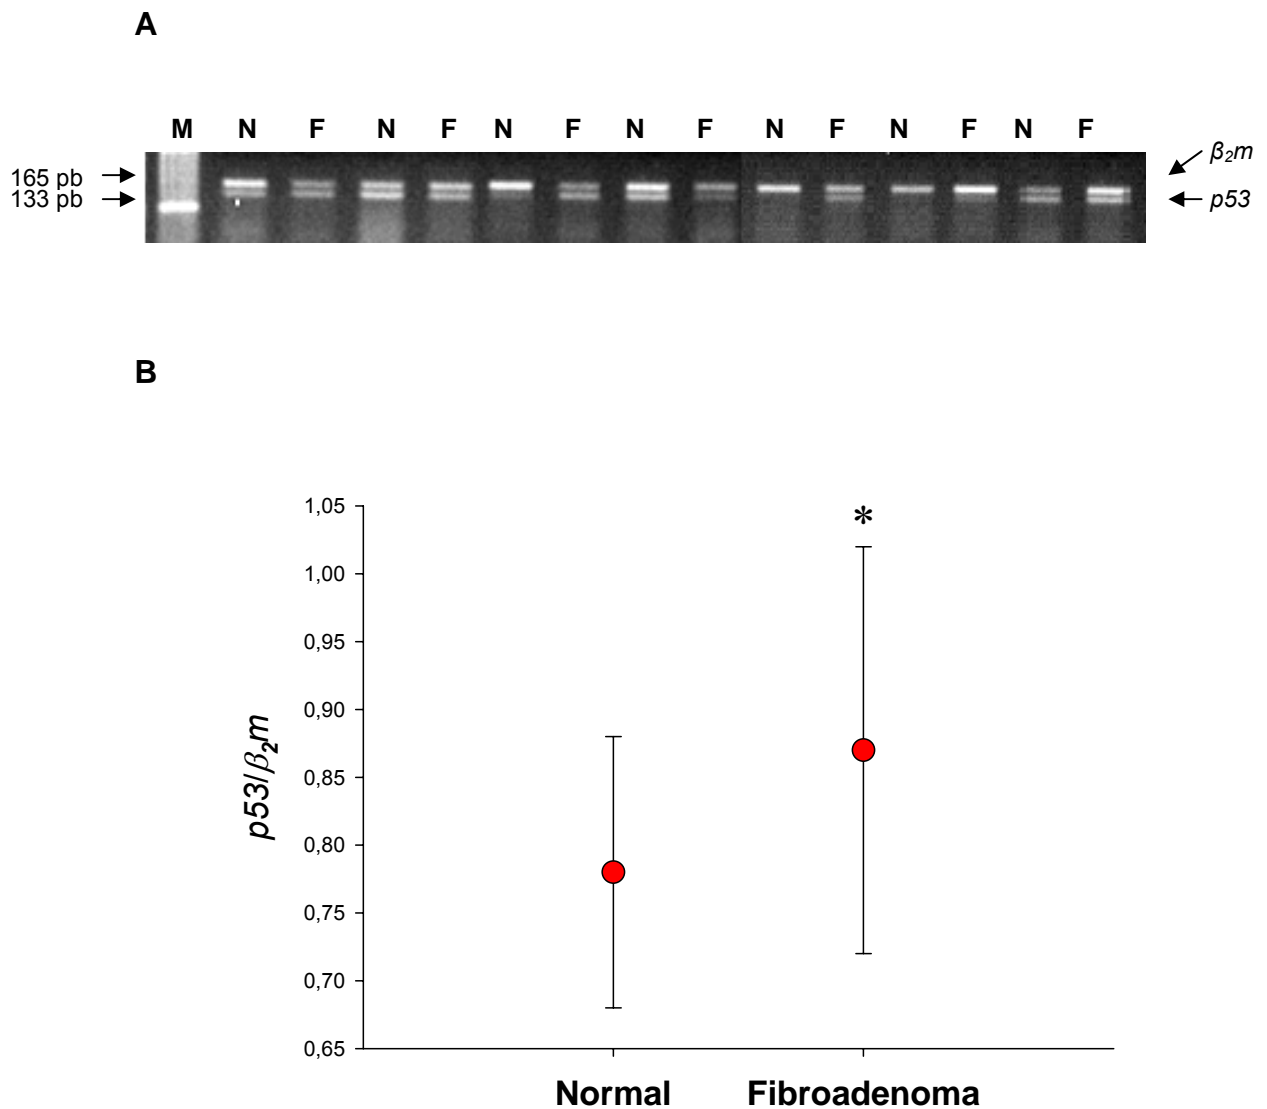 A
M N F N F N F N F N F N F N F
165 pb
β₂m
133 pb
p53
B
*
1,05
1,00
0,95
0,90
0,85
0,80
0,75
0,70
0,65
p53/β₂m
Normal Fibroadenoma